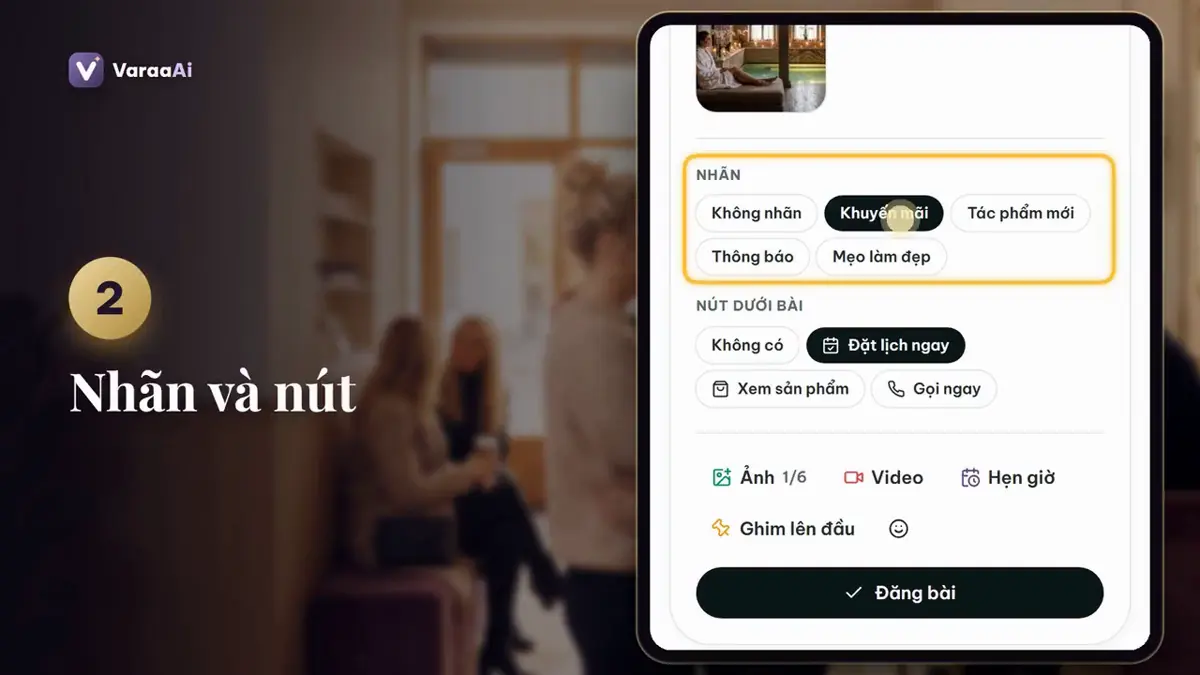 VaraaAi
2
Nhãn và nút
NHÃN
Không nhãn
Khuyến mãi
Tác phẩm mới
Thông báo
Mẹo làm đẹp
NÚT DƯỚI BÀI
Không có
Đặt lịch ngay
Xem sản phẩm
Gọi ngay
Ảnh 1/6
Video
Hẹn giờ
Ghim lên đầu
Đăng bài